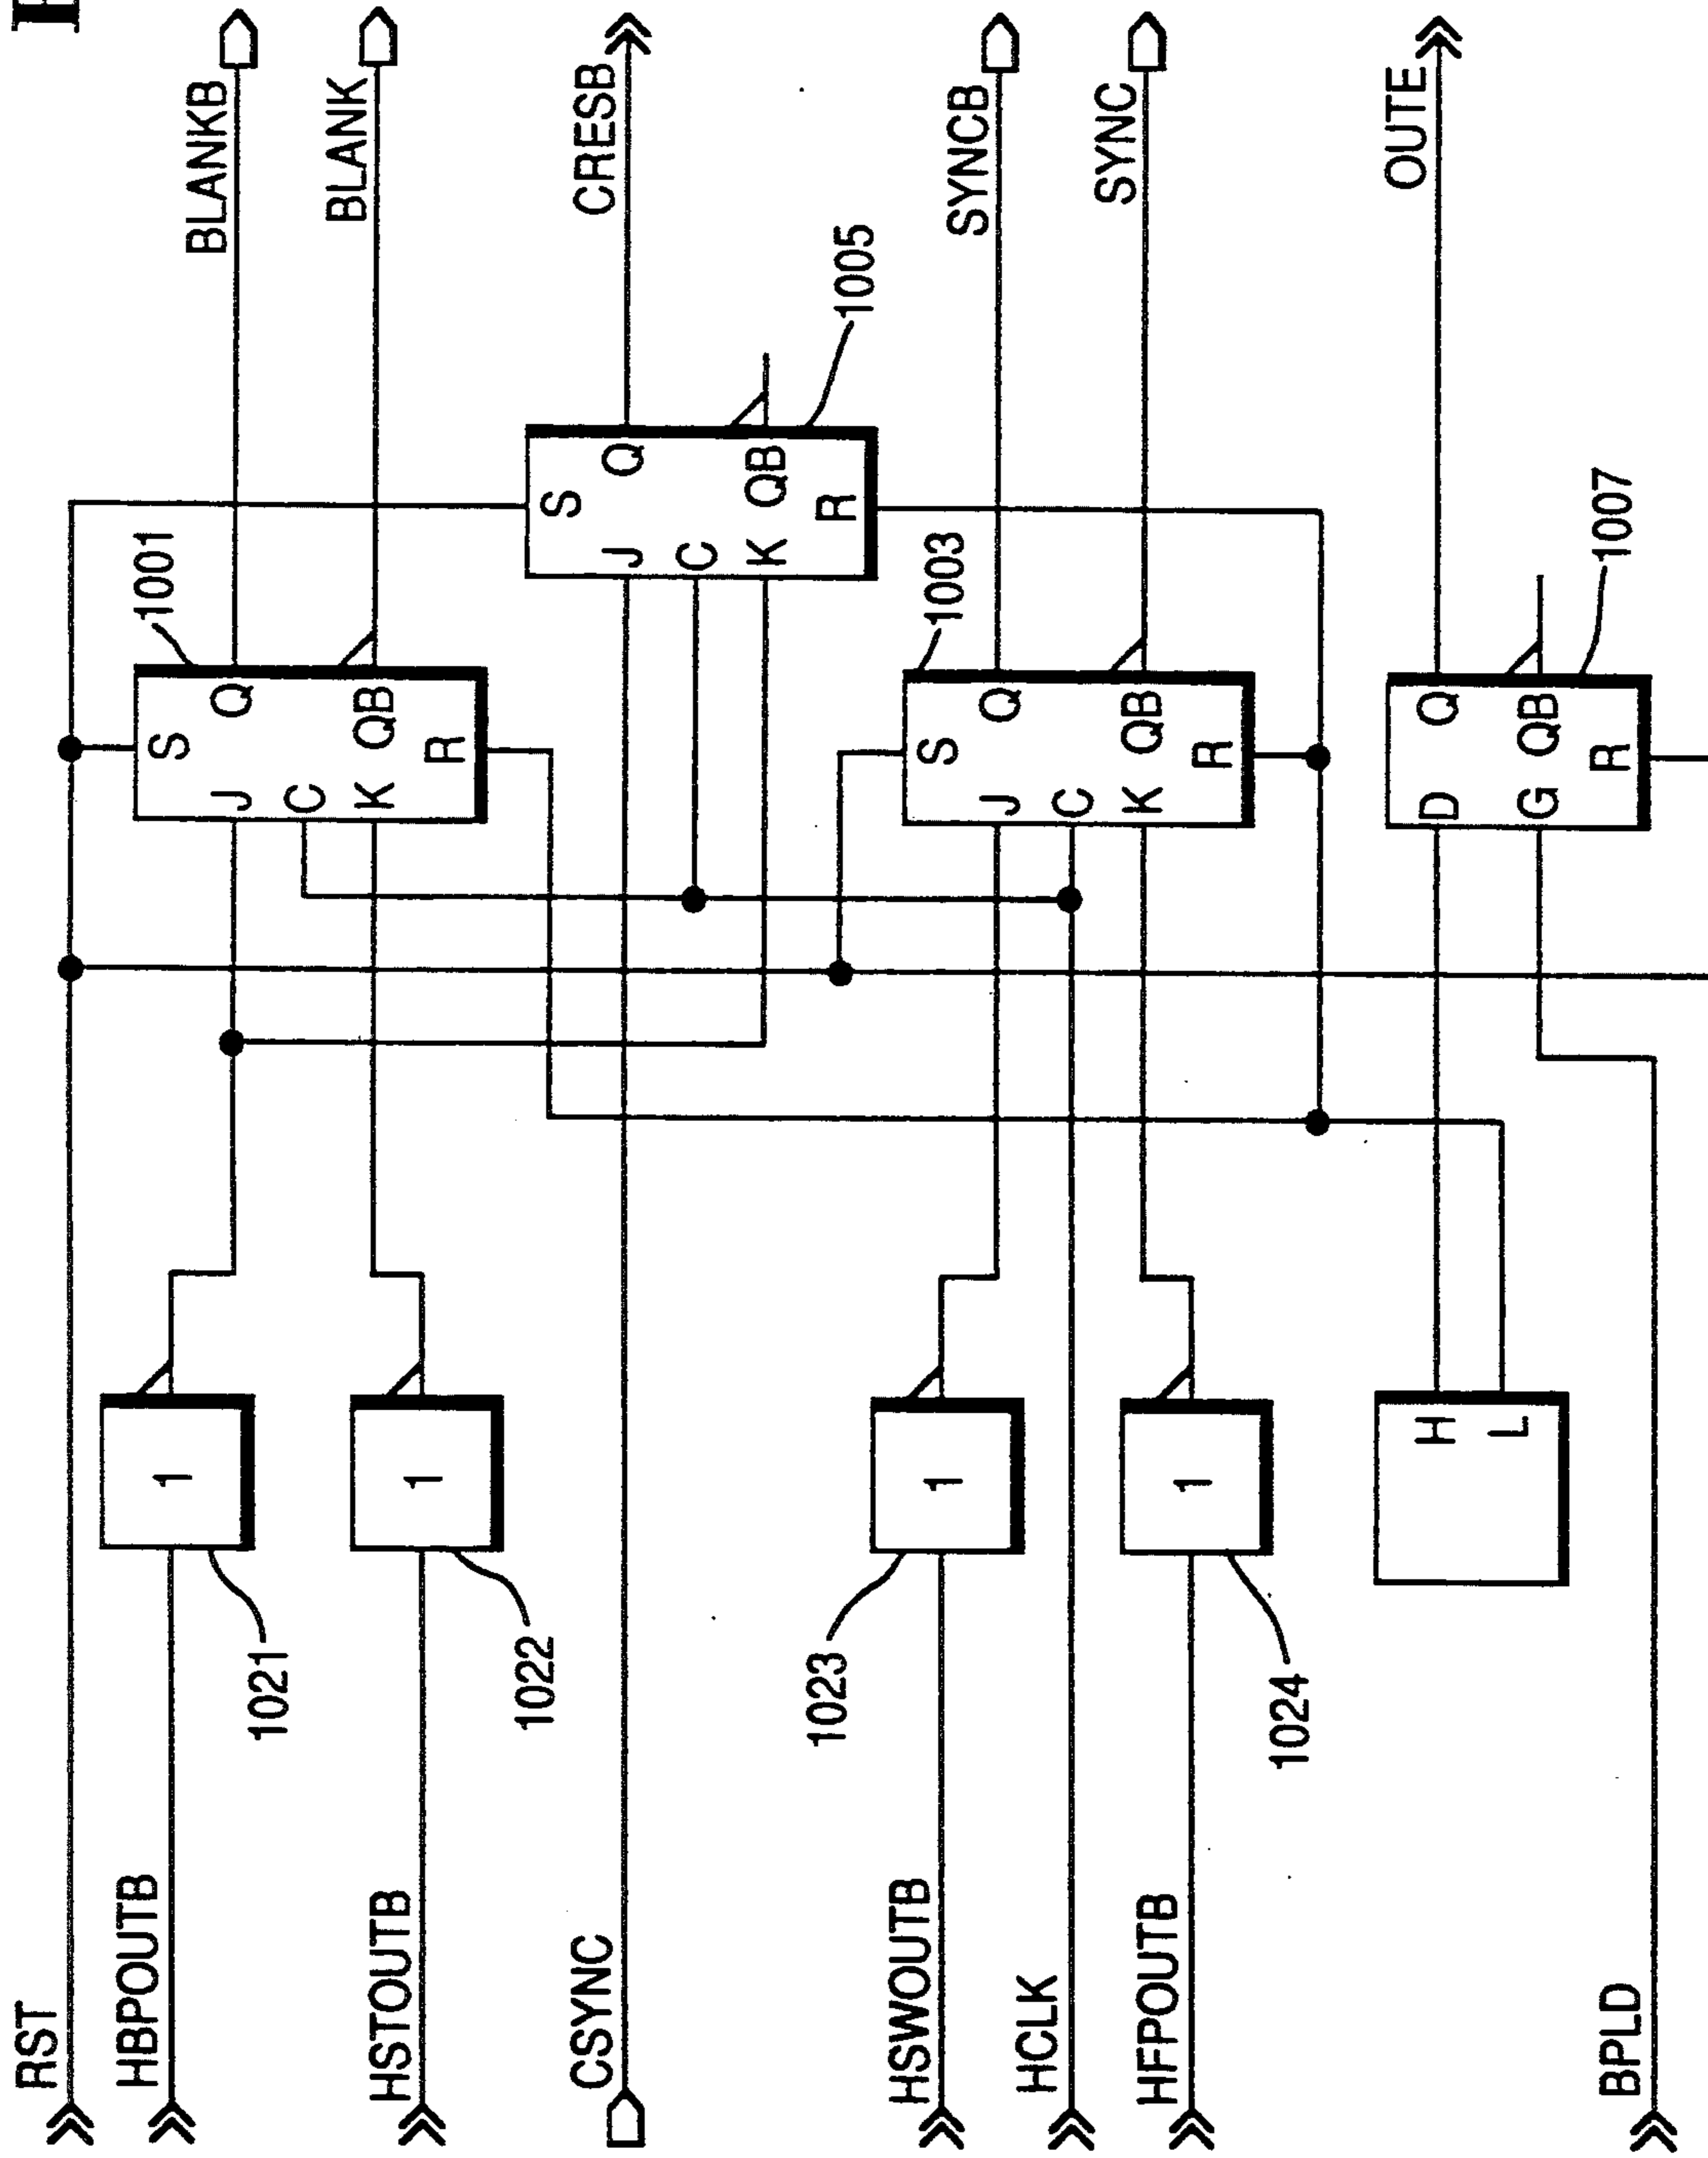 RST
HBPOUTB
1021
1
HSTOUTB
1022
1
CSYNC
HSWOUTB
1023
1
HCLK
HFPOUTB
1024
1
BPLD
H
L
1001
S
J
Q
C
K
QB
R
BLANKB
BLANK
1005
S
J
Q
C
K
QB
R
CRESB
1003
S
J
Q
C
K
QB
R
SYNCB
SYNC
1007
D
Q
G
QB
R
OUTE